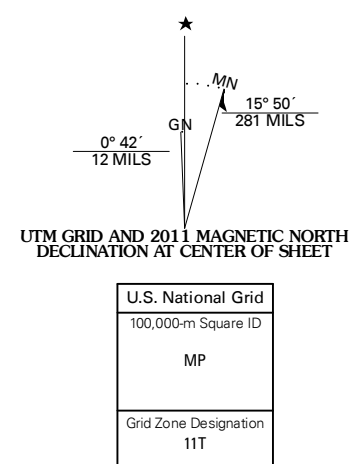 MN
GN
15° 50´
281 MILS
0° 42´
12 MILS
UTM GRID AND 2011 MAGNETIC NORTH
DECLINATION AT CENTER OF SHEET
U.S. National Grid
100,000-m Square ID
MP
Grid Zone Designation
11T